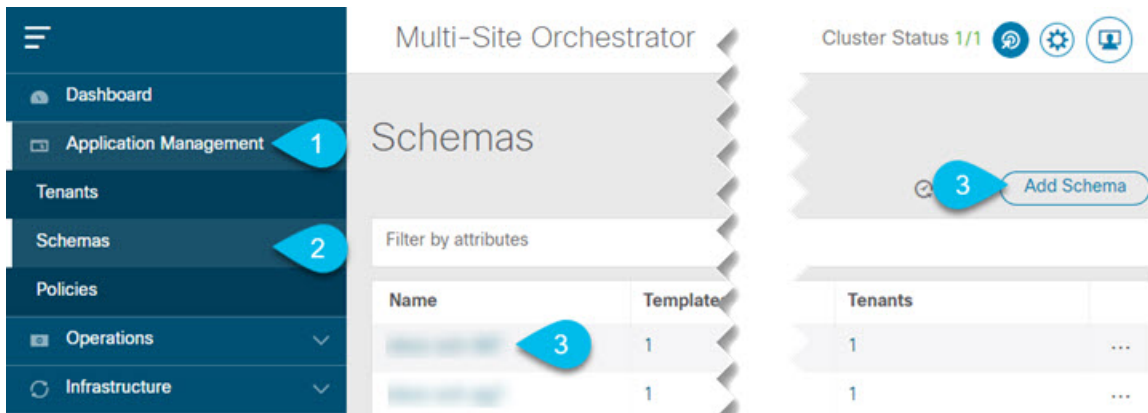 Multi-Site Orchestrator
Cluster Status 1/1
Dashboard
Application Management
1
Tenants
Schemas
2
Policies
Operations
Infrastructure
Schemas
3
Add Schema
Filter by attributes
Name
Templates
Tenants
3
1
1
...
1
1
...